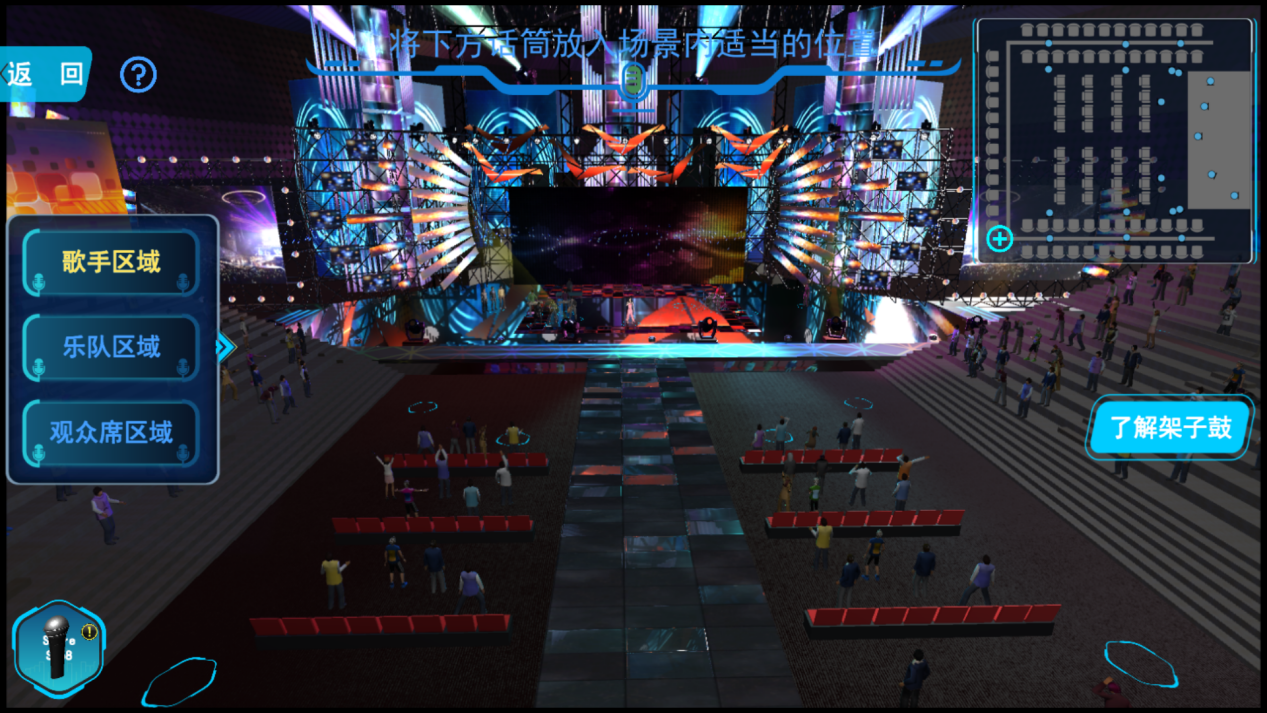 将下方话筒放入场景内适当的位置
返 回
?
歌手区域
乐队区域
观众席区域
了解架子鼓